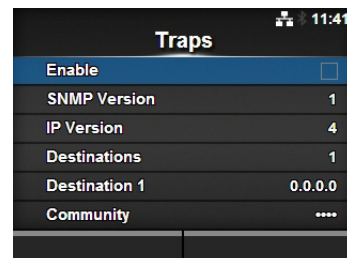 11:41
Traps
Enable
SNMP Version 1
IP Version 4
Destinations 1
Destination 1 0.0.0.0
Community ••••